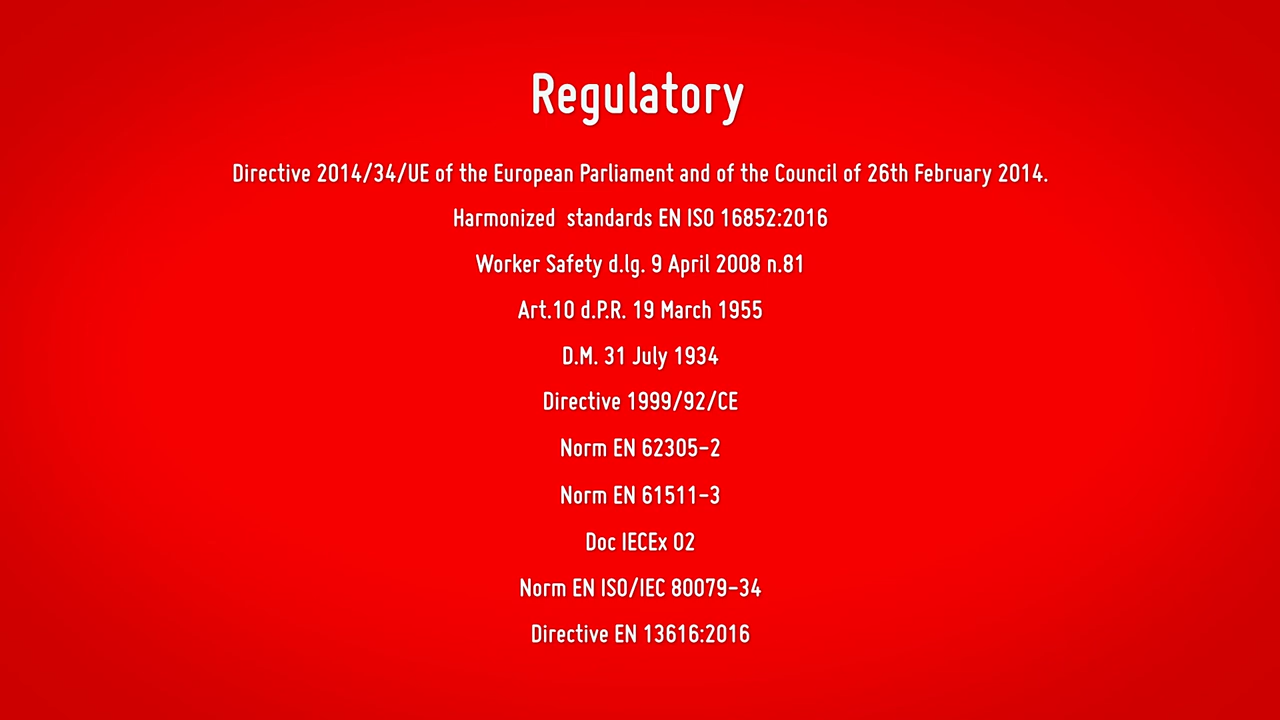 Regulatory
Directive 2014/34/UE of the European Parliament and of the Council of 26th February 2014.
Harmonized  standards EN ISO 16852:2016
Worker Safety d.lg. 9 April 2008 n.81
Art.10 d.P.R. 19 March 1955
D.M. 31 July 1934
Directive 1999/92/CE
Norm EN 62305-2
Norm EN 61511-3
Doc IECEx 02
Norm EN ISO/IEC 80079-34
Directive EN 13616:2016